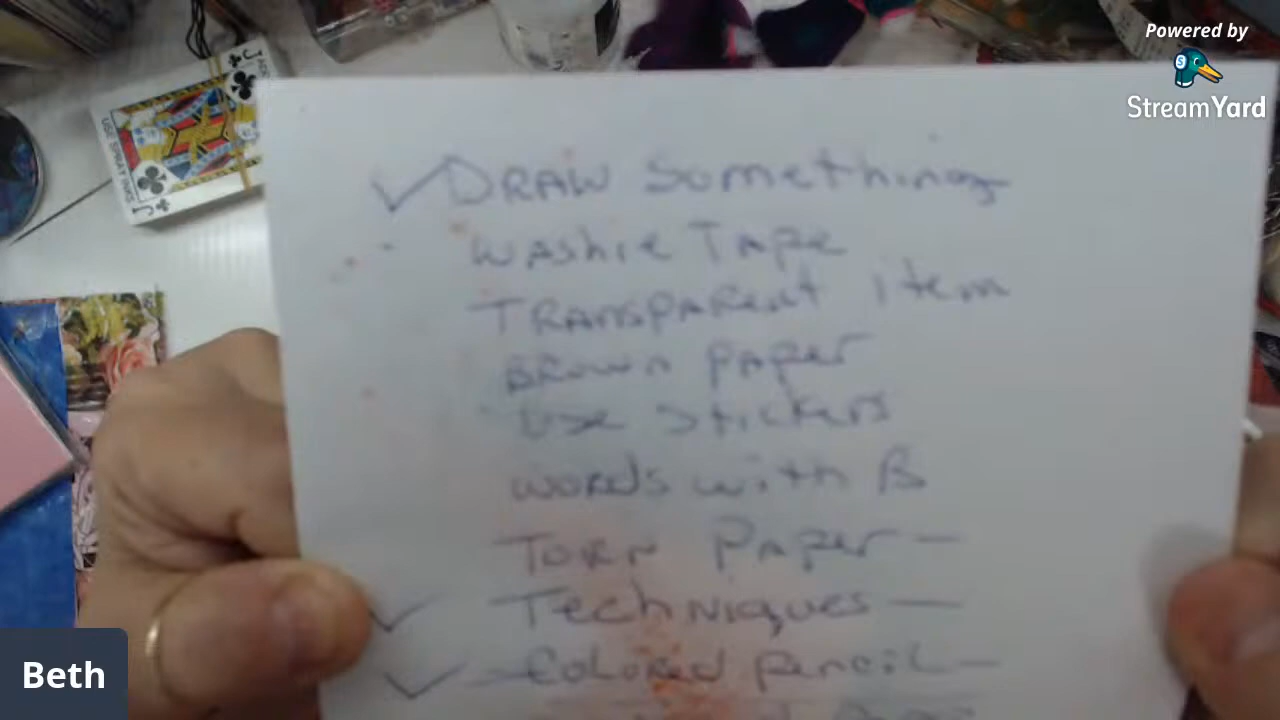 Powered by
StreamYard
✓ DRAW Something
WAShie TApe
TRANSpARent item
BROwn pApeR
Use Stickers
WORdS with B
TORN PApeR —
✓ TechNiques —
✓ — Colored pencil —
Beth